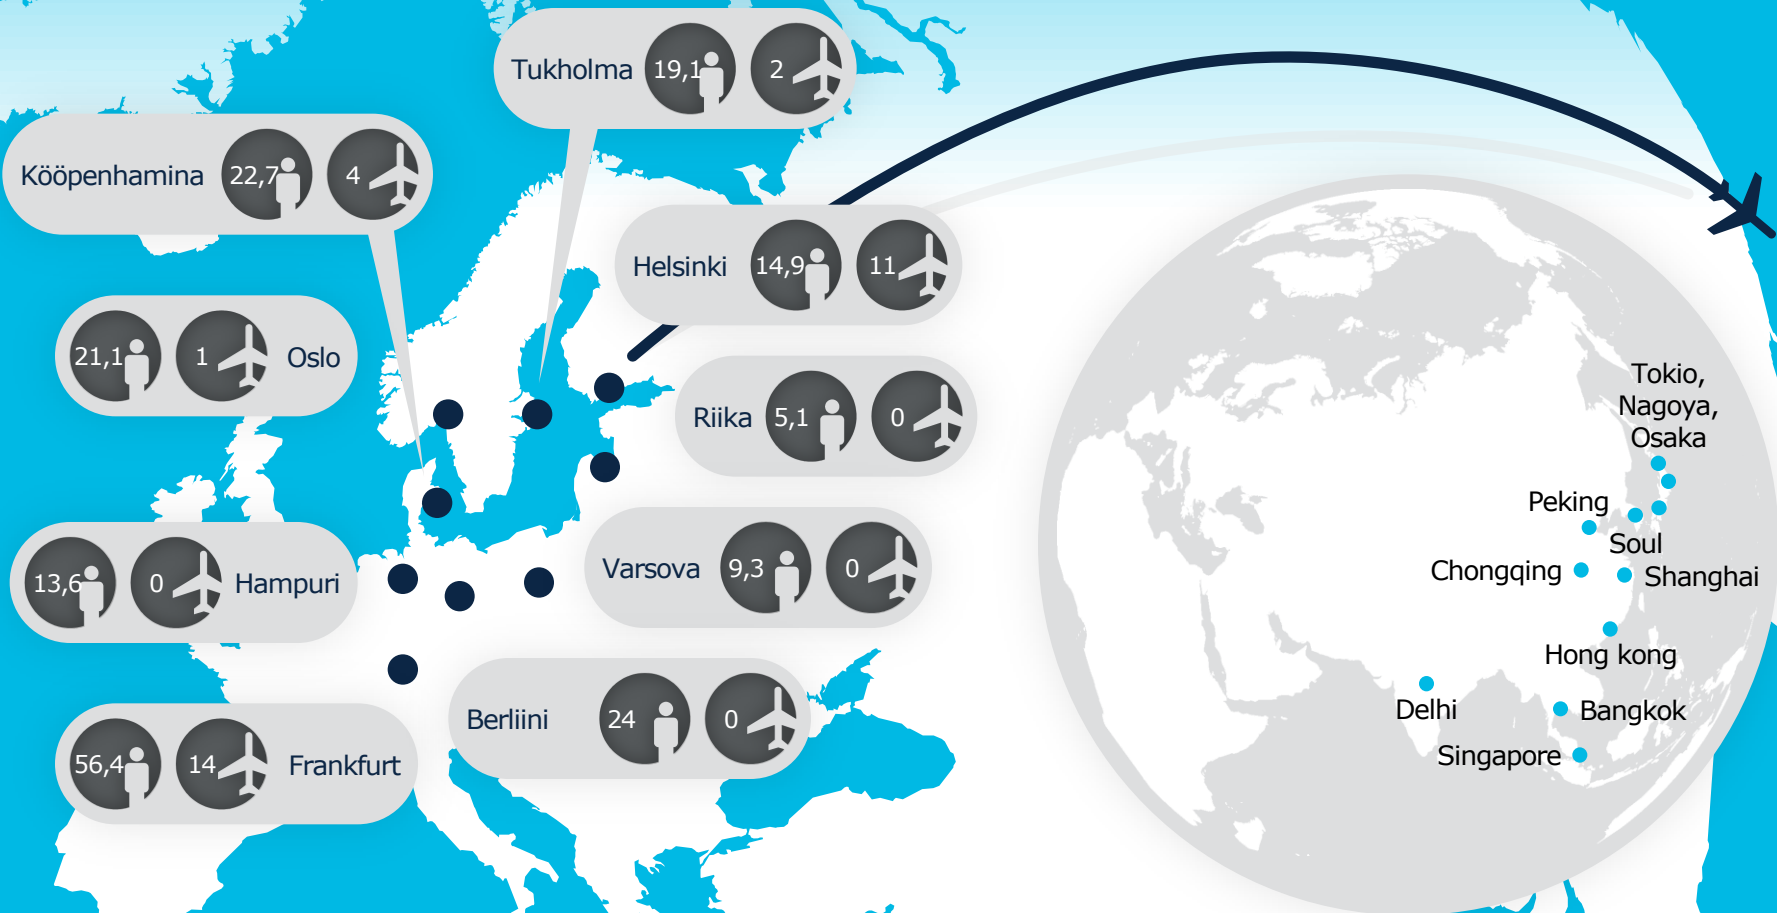 Tukholma 19,1 2
Kööpenhamina 22,7 4
Helsinki 14,9 11
21,1 1 Oslo
Riika 5,1 0
13,6 0 Hampuri
Varsova 9,3 0
Berliini 24 0
56,4 14 Frankfurt
Tokio,
Nagoya,
Osaka
Peking
Soul
Chongqing
Shanghai
Hong kong
Delhi
Bangkok
Singapore